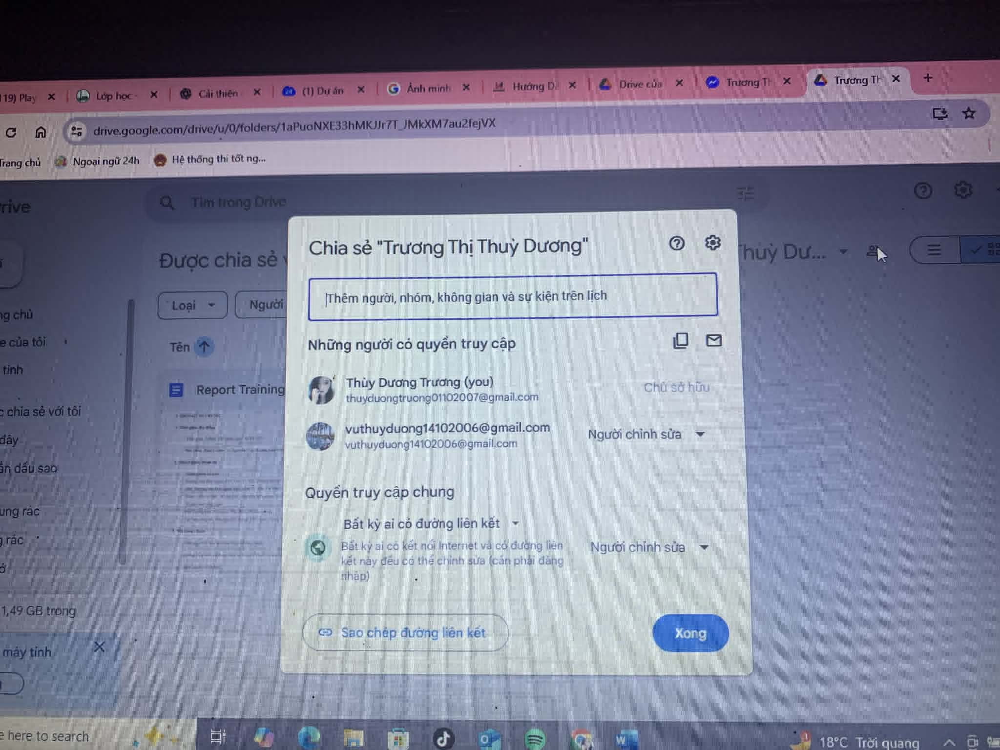 119) Play
Lớp học -
Cải thiện
(1) Dự án
Ảnh minh
Hướng Dẫ
Drive của
Trương Th
Trương Th
drive.google.com/drive/u/0/folders/1aPuoNXE33hMKJJr7T_JMkXM7au2fejVX
Trang chủ
Ngoại ngữ 24h
Hệ thống thi tốt ng...
rive
Tìm trong Drive
Được chia sẻ v
Thuỳ Dư...
Loại
Người
Tên
Report Training
ng chủ
e của tôi
tính
c chia sẻ với tôi
đây
ắn dấu sao
ung rác
g rác
ớ
1,49 GB trong
máy tính
Chia sẻ "Trương Thị Thuỳ Dương"
Thêm người, nhóm, không gian và sự kiện trên lịch
Những người có quyền truy cập
Thùy Dương Trương (you)
thuyduongtruong01102007@gmail.com
Chủ sở hữu
vuthuyduong14102006@gmail.com
vuthuyduong14102006@gmail.com
Người chỉnh sửa
Quyền truy cập chung
Bất kỳ ai có đường liên kết
Bất kỳ ai có kết nối Internet và có đường liên
kết này đều có thể chỉnh sửa (cần phải đăng
nhập)
Người chỉnh sửa
Sao chép đường liên kết
Xong
e here to search
1
18°C Trời quang